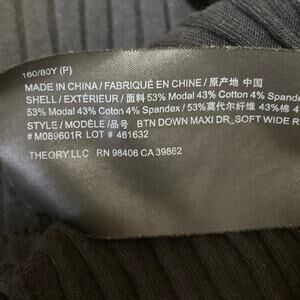 160/80Y (P)
MADE IN CHINA / FABRIQUÉ EN CHINE / 原产地 中国
SHELL / EXTÉRIEUR / 面料 53% Modal 43% Cotton 4% Spandex /
53% Modal 43% Coton 4% Spandex / 53%莫代尔纤维 43%棉 4%
STYLE / MODÈLE /品号 BTN DOWN MAXI DR_SOFT WIDE R
# M089601R LOT # 461632
THEORY LLC RN 98406 CA 39862